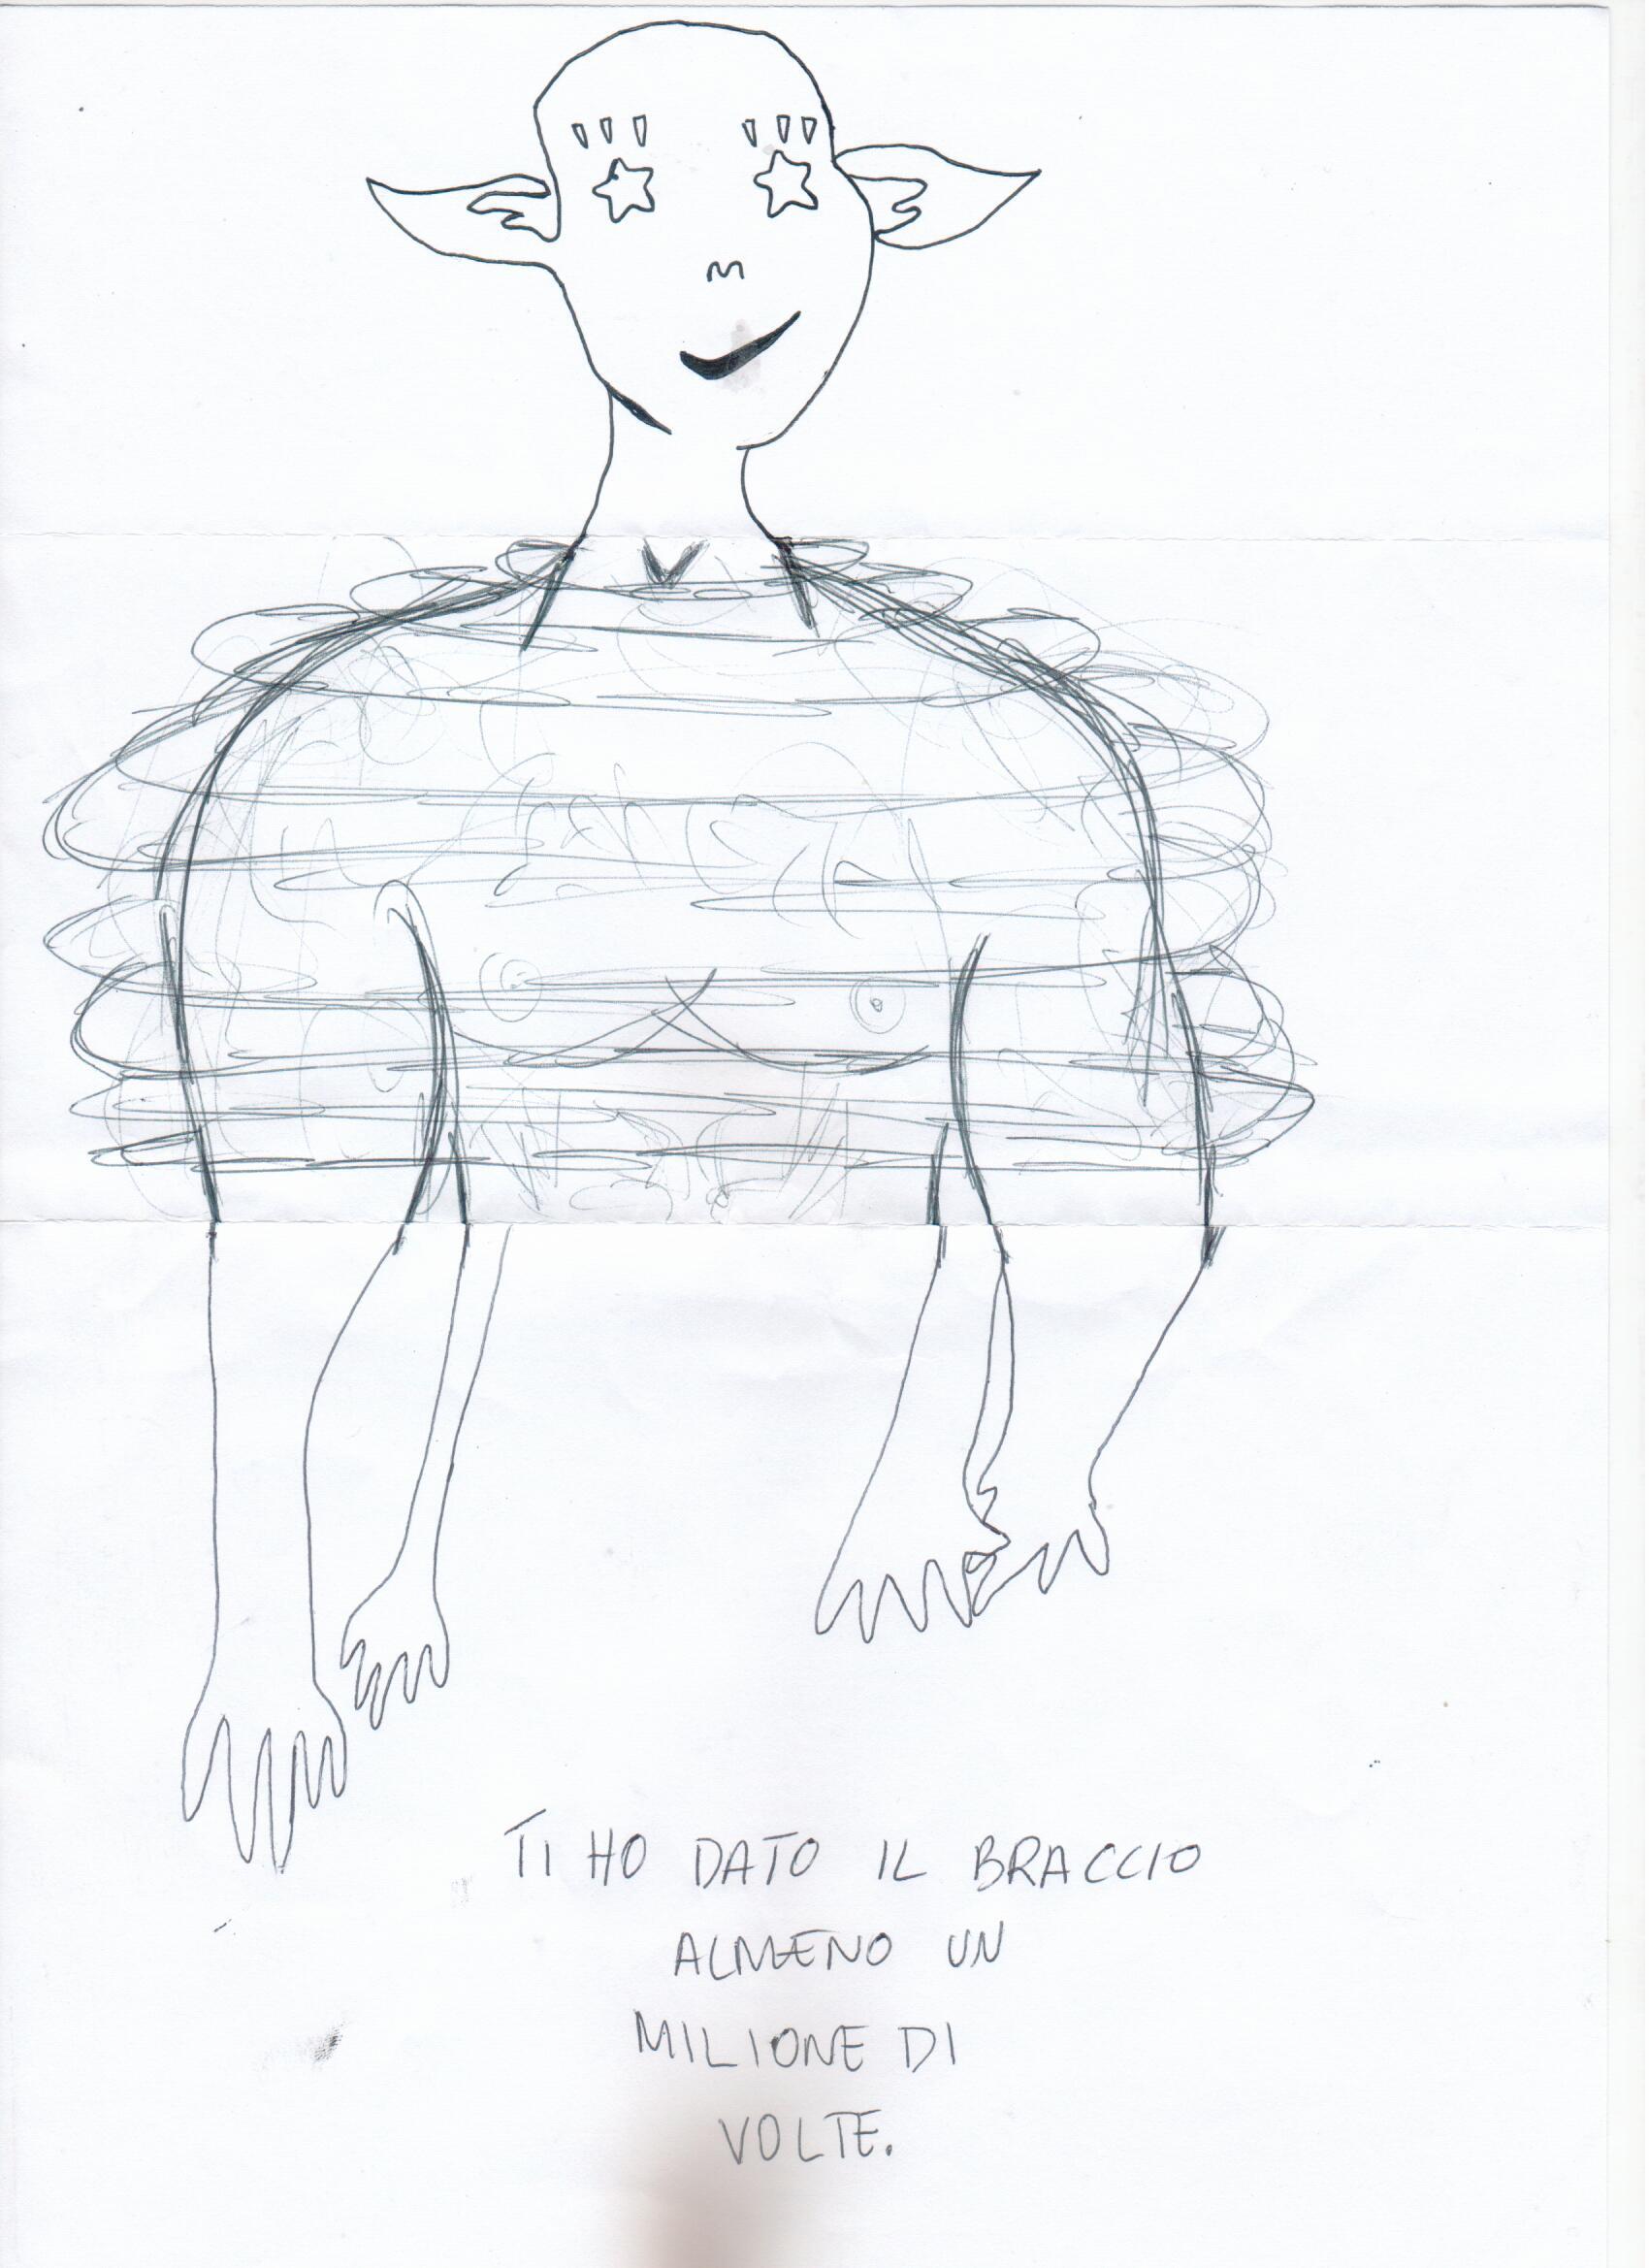 TI HO DATO IL BRACCIO
ALMENO UN
MILIONE DI
VOLTE.